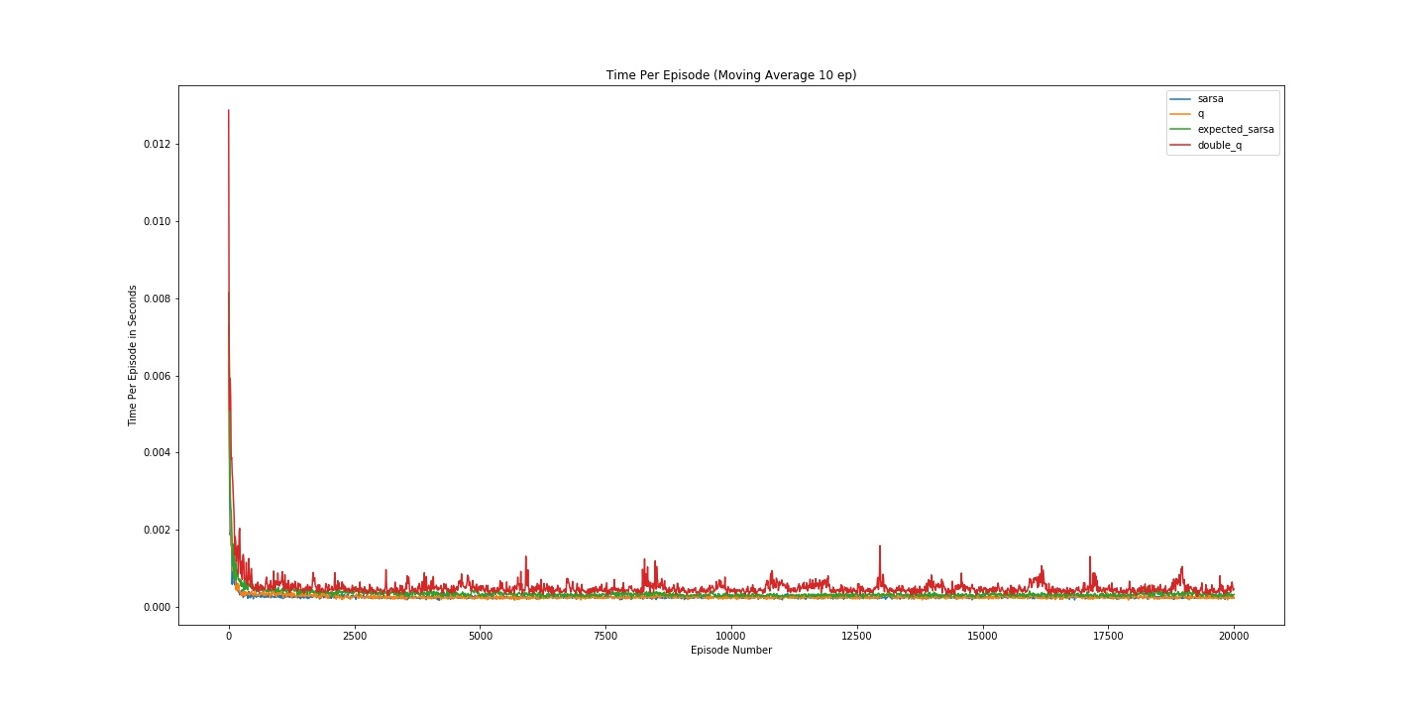 Time Per Episode (Moving Average 10 ep)
sarsa
q
expected_sarsa
double_q
Time Per Episode in Seconds
0.012
0.010
0.008
0.006
0.004
0.002
0.000
0 2500 5000 7500 10000 12500 15000 17500 20000
Episode Number